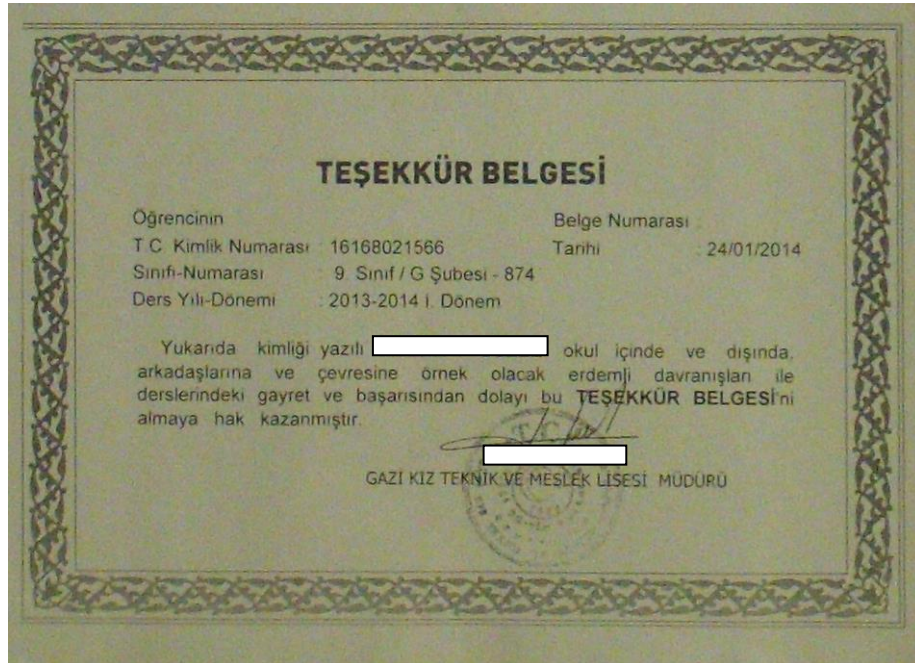 TEŞEKKÜR BELGESİ
Öğrencinin Belge Numarası :
T.C. Kimlik Numarası : 16168021566 Tarihi : 24/01/2014
Sınıfı-Numarası : 9. Sınıf / G Şubesi - 874
Ders Yılı-Dönemi : 2013-2014 I. Dönem
Yukarıda kimliği yazılı okul içinde ve dışında,
arkadaşlarına ve çevresine örnek olacak erdemli davranışları ile
derslerindeki gayret ve başarısından dolayı bu TEŞEKKÜR BELGESİ'ni
almaya hak kazanmıştır.
T.C.
GAZİ KIZ TEKNİK VE MESLEK LİSESİ MÜDÜRÜ